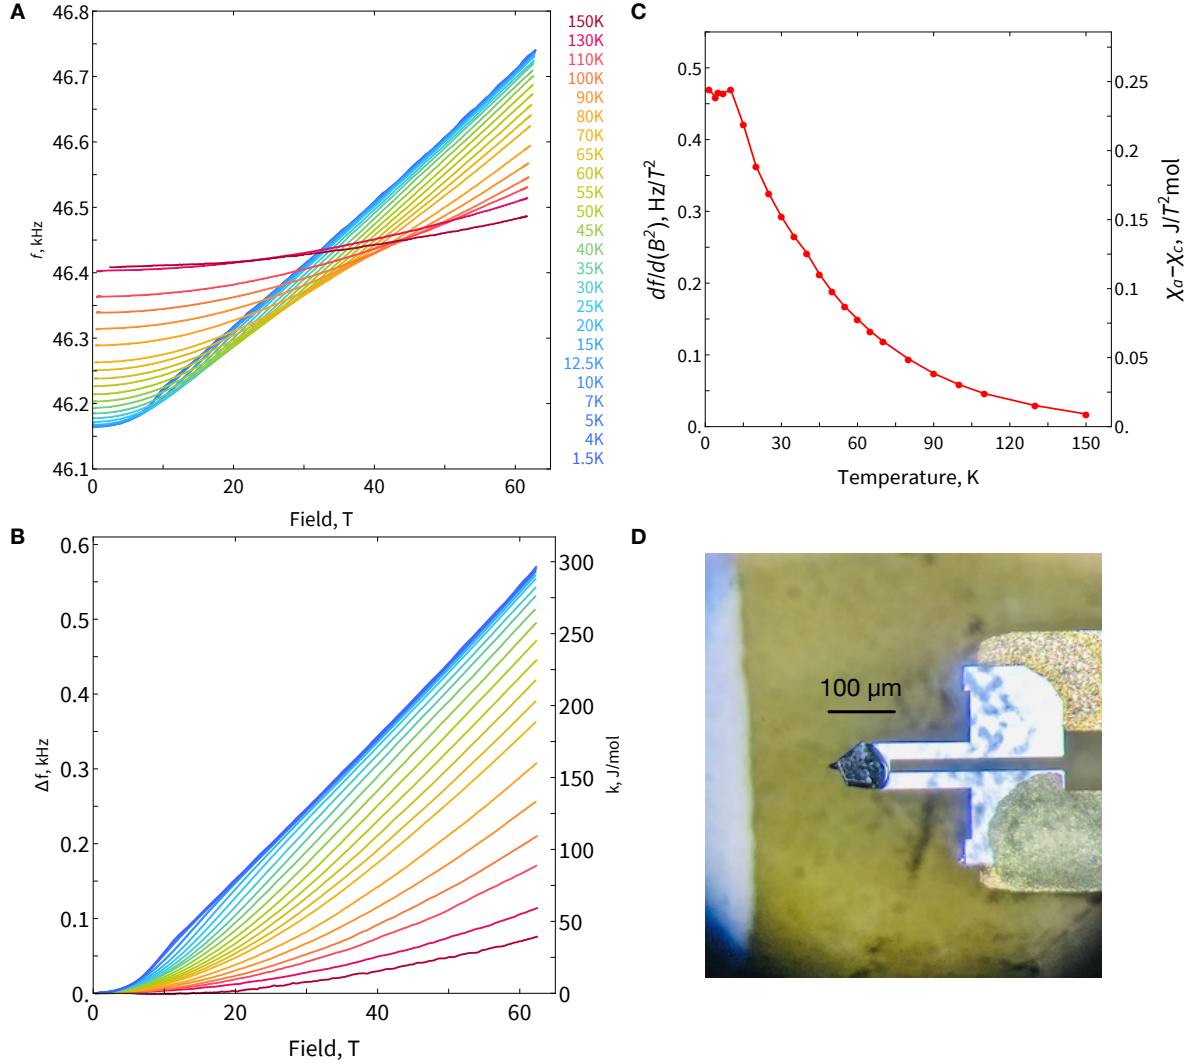 A
46.8
46.7
46.6
46.5
46.4
46.3
46.2
46.1
f, kHz
0
20
40
60
Field, T
150K
130K
110K
100K
90K
80K
70K
65K
60K
55K
50K
45K
40K
35K
30K
25K
20K
15K
12.5K
10K
7K
5K
4K
1.5K
B
0.6
0.5
0.4
0.3
0.2
0.1
0.
Δf, kHz
0
20
40
60
Field, T
300
250
200
150
100
50
0
k, J/mol
C
0.5
0.4
0.3
0.2
0.1
0.
df/d(B²), Hz/T²
0
30
60
90
120
150
Temperature, K
0.25
0.2
0.15
0.1
0.05
0.
χa−χc, J/T²mol
D
100 μm